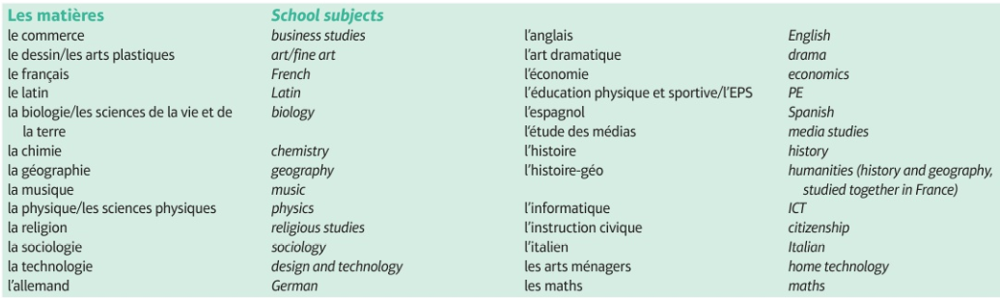 Les matières School subjects
le commerce business studies
le dessin/les arts plastiques art/fine art
le français French
le latin Latin
la biologie/les sciences de la vie et de biology
la terre
la chimie chemistry
la géographie geography
la musique music
la physique/les sciences physiques physics
la religion religious studies
la sociologie sociology
la technologie design and technology
l'allemand German
l'anglais English
l'art dramatique drama
l'économie economics
l'éducation physique et sportive/l'EPS PE
l'espagnol Spanish
l'étude des médias media studies
l'histoire history
l'histoire-géo humanities (history and geography,
studied together in France)
l'informatique ICT
l'instruction civique citizenship
l'italien Italian
les arts ménagers home technology
les maths maths